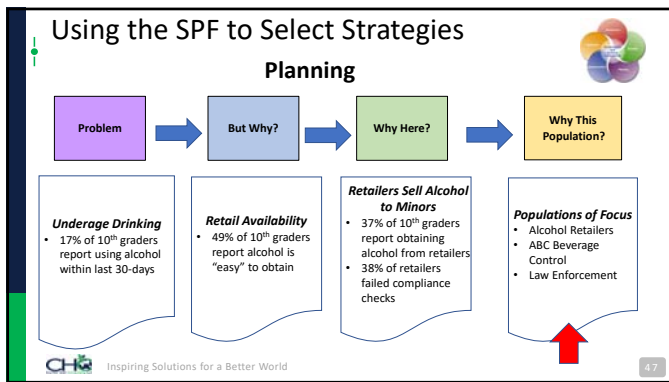 Using the SPF to Select Strategies
Planning
Problem
But Why?
Why Here?
Why This
Population?
Underage Drinking
• 17% of 10th graders
report using alcohol
within last 30-days
Retail Availability
• 49% of 10th graders
report alcohol is
“easy” to obtain
Retailers Sell Alcohol
to Minors
• 37% of 10th graders
report obtaining
alcohol from retailers
• 38% of retailers
failed compliance
checks
Populations of Focus
• Alcohol Retailers
• ABC Beverage
Control
• Law Enforcement
Inspiring Solutions for a Better World
47